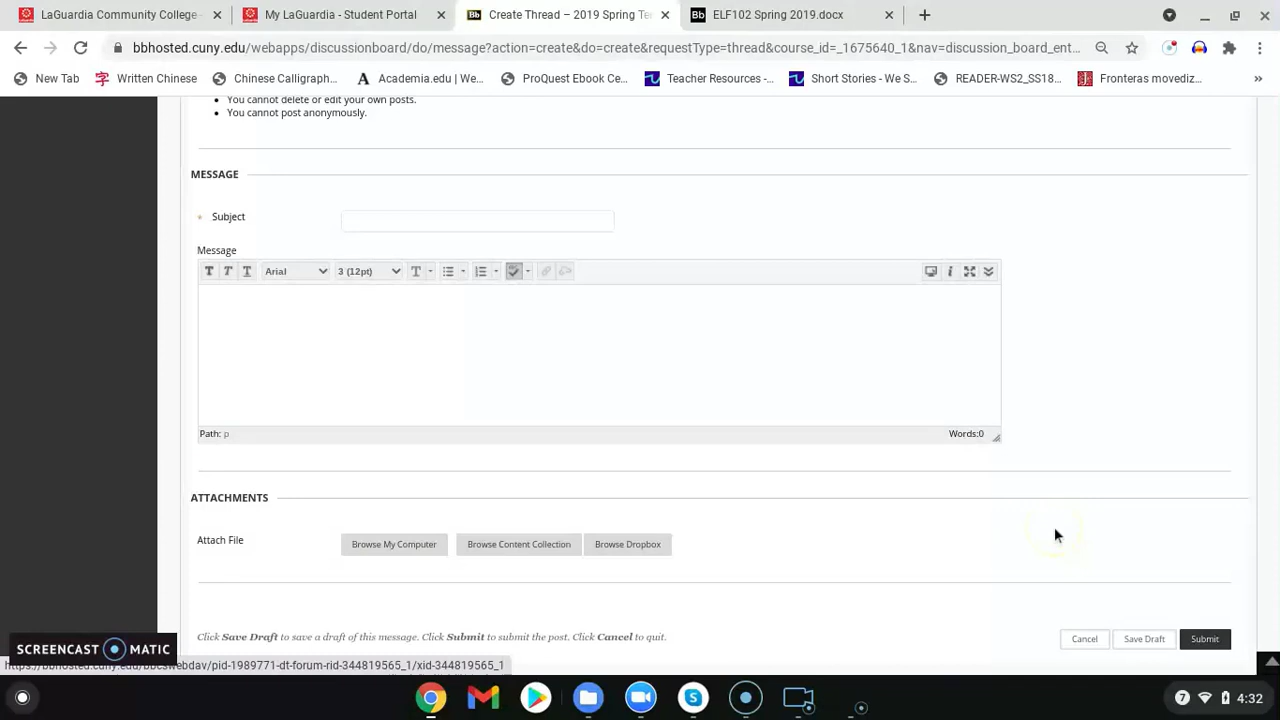 LaGuardia Community College -
My LaGuardia - Student Portal
Create Thread – 2019 Spring Te
ELF102 Spring 2019.docx
bbhosted.cuny.edu/webapps/discussionboard/do/message?action=create&do=create&requestType=thread&course_id=_1675640_1&nav=discussion_board_ent...
New Tab
Written Chinese
Chinese Calligraph...
Academia.edu | We...
ProQuest Ebook Ce...
Teacher Resources -...
Short Stories - We S...
READER-WS2_SS18...
Fronteras movediz...
You cannot delete or edit your own posts.
You cannot post anonymously.
MESSAGE
* Subject
Message
T T T Arial 3 (12pt) T
Path: p Words:0
ATTACHMENTS
Attach File Browse My Computer Browse Content Collection Browse Dropbox
Click Save Draft to save a draft of this message. Click Submit to submit the post. Click Cancel to quit.
Cancel Save Draft Submit
SCREENCAST MATIC
https://bbhosted.cuny.edu/bbcswebdav/pid-1989771-dt-forum-rid-344819565_1/xid-344819565_1
7 4:32